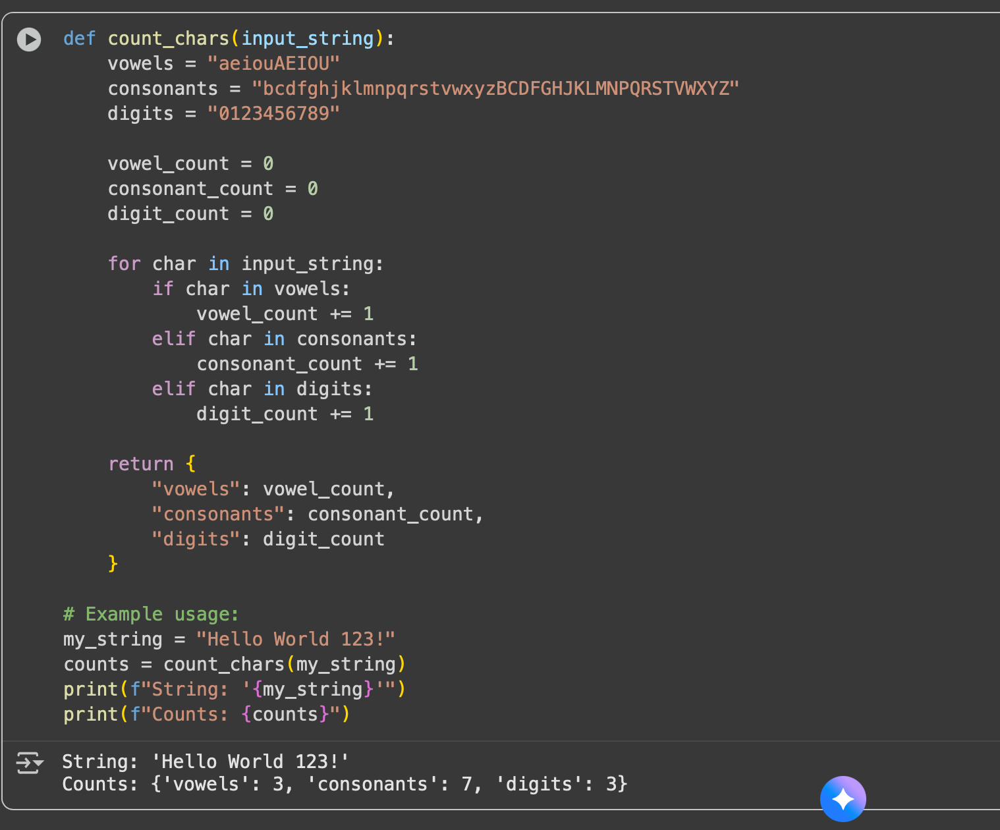 def count_chars(input_string):
    vowels = "aeiouAEIOU"
    consonants = "bcdfghjklmnpqrstvwxyzBCDFGHJKLMNPQRSTVWXYZ"
    digits = "0123456789"

    vowel_count = 0
    consonant_count = 0
    digit_count = 0

    for char in input_string:
        if char in vowels:
            vowel_count += 1
        elif char in consonants:
            consonant_count += 1
        elif char in digits:
            digit_count += 1

    return {
        "vowels": vowel_count,
        "consonants": consonant_count,
        "digits": digit_count
    }

# Example usage:
my_string = "Hello World 123!"
counts = count_chars(my_string)
print(f"String: '{my_string}'")
print(f"Counts: {counts}")
String: 'Hello World 123!'
Counts: {'vowels': 3, 'consonants': 7, 'digits': 3}